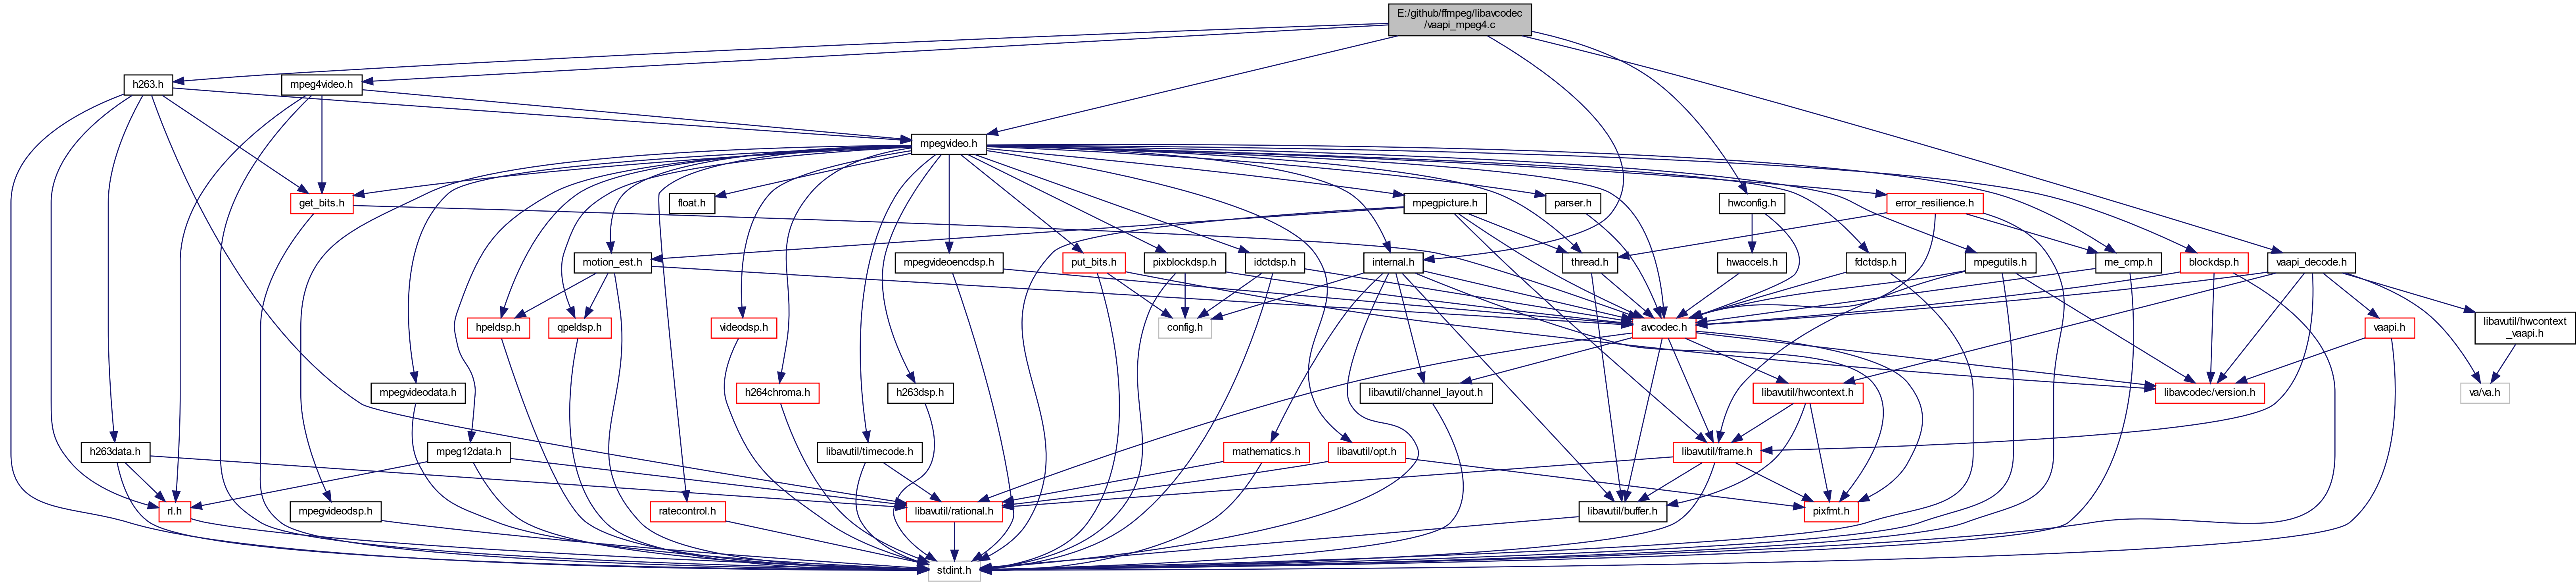 E:/github/ffmpeg/libavcodec
/vaapi_mpeg4.c
h263.h
mpeg4video.h
mpegvideo.h
get_bits.h
float.h
mpegpicture.h
parser.h
hwconfig.h
error_resilience.h
motion_est.h
mpegvideoencdsp.h
put_bits.h
pixblockdsp.h
idctdsp.h
internal.h
thread.h
hwaccels.h
fdctdsp.h
mpegutils.h
me_cmp.h
blockdsp.h
vaapi_decode.h
hpeldsp.h
qpeldsp.h
videodsp.h
config.h
avcodec.h
vaapi.h
libavutil/hwcontext
_vaapi.h
mpegvideodata.h
h264chroma.h
h263dsp.h
libavutil/channel_layout.h
libavutil/hwcontext.h
libavcodec/version.h
va/va.h
h263data.h
mpeg12data.h
libavutil/timecode.h
mathematics.h
libavutil/opt.h
libavutil/frame.h
rl.h
mpegvideodsp.h
ratecontrol.h
libavutil/rational.h
libavutil/buffer.h
pixfmt.h
stdint.h